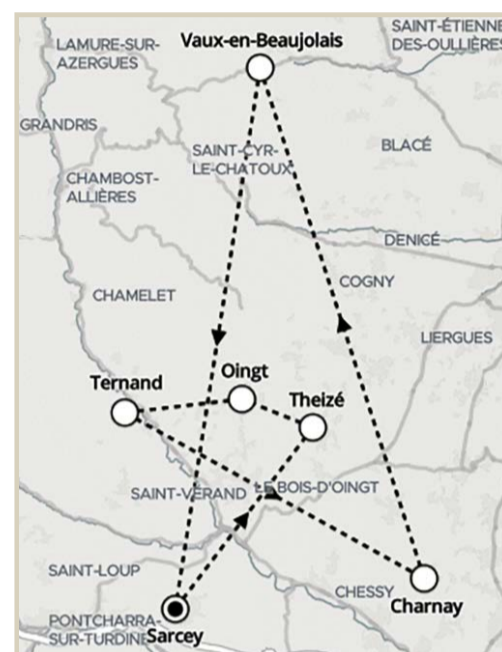 SAINT-ÉTIENNE
DES-OULLIÈRES
Vaux-en-Beaujolais
LAMURE-SUR-
AZERGUES
GRANDRIS
SAINT-CYR-
LE-CHATOUX
BLACÉ
CHAMBOST-
ALLIÈRES
DENICÉ
COGNY
CHAMELET
LIERGUES
Oingt
Ternand
Theizé
SAINT-VÉRAND
LE BOIS-D'OINGT
SAINT-LOUP
CHESSY
Charnay
PONTCHARRA-
SUR-TURDINE
Sarcey